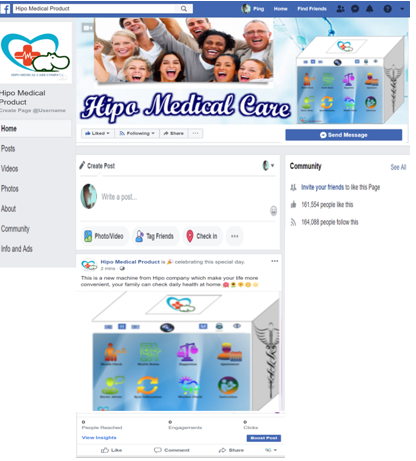 Hipo Medical Product
Ping
Home
Find Friends
Hipo Medical
Product
Create Page @Username
Home
Posts
Videos
Photos
About
Community
Info and Ads
Hipo Medical Care
Liked
Following
Share
Send Message
Create Post
Write a post...
Photo/Video
Tag Friends
Check in
Hipo Medical Product is 🎉 celebrating this special day.
2 mins
This is a new machine from Hipo company which make your life more
convenient, your family can check daily health at home.
0
People Reached
0
Engagements
0
Clicks
View Insights
Boost Post
Like
Comment
Share
Community
See All
Invite your friends to like this Page
161,554 people like this
164,088 people follow this